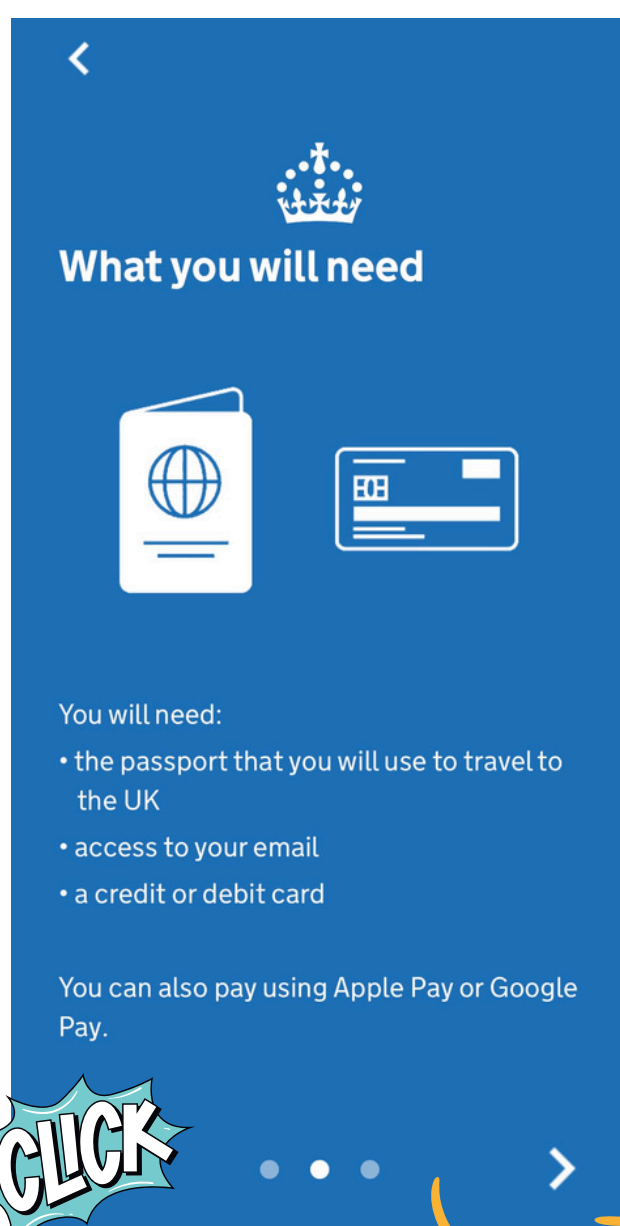 What you will need
You will need:
• the passport that you will use to travel to
the UK
• access to your email
• a credit or debit card
You can also pay using Apple Pay or Google
Pay.
CLICK